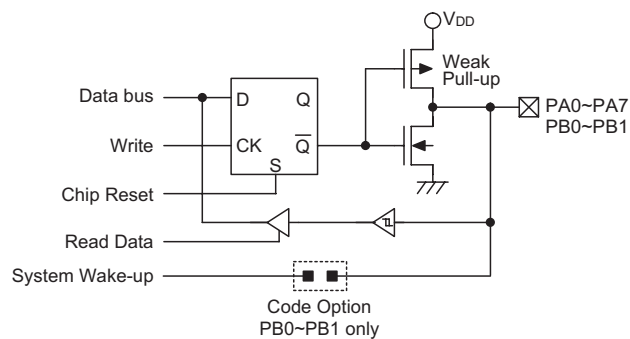 VDD
Weak
Pull-up
Data bus
D
Q
PA0~PA7
PB0~PB1
Write
CK
Q
S
Chip Reset
Read Data
System Wake-up
Code Option
PB0~PB1 only